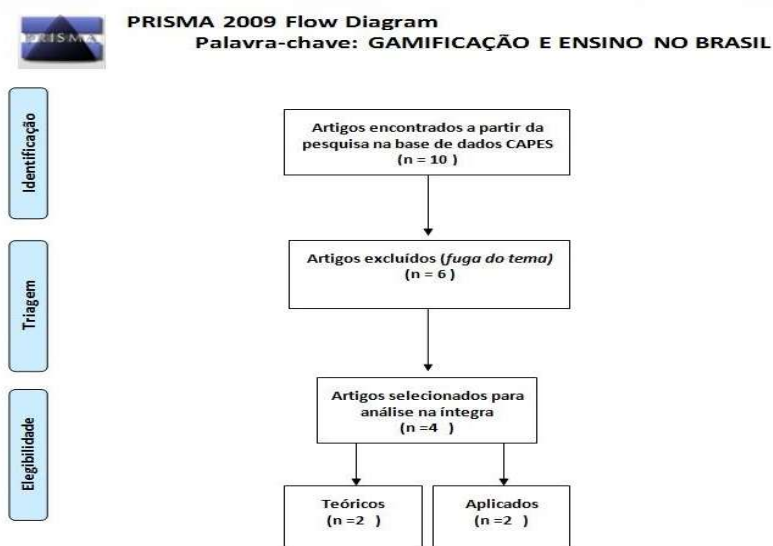 PRISMA
PRISMA 2009 Flow Diagram
Palavra-chave: GAMIFICAÇÃO E ENSINO NO BRASIL
Identificação
Artigos encontrados a partir da
pesquisa na base de dados CAPES
(n = 10 )
Triagem
Artigos excluídos (fuga do tema)
(n = 6 )
Elegibilidade
Artigos selecionados para
análise na íntegra
(n =4 )
Teóricos
(n =2 )
Aplicados
(n =2 )